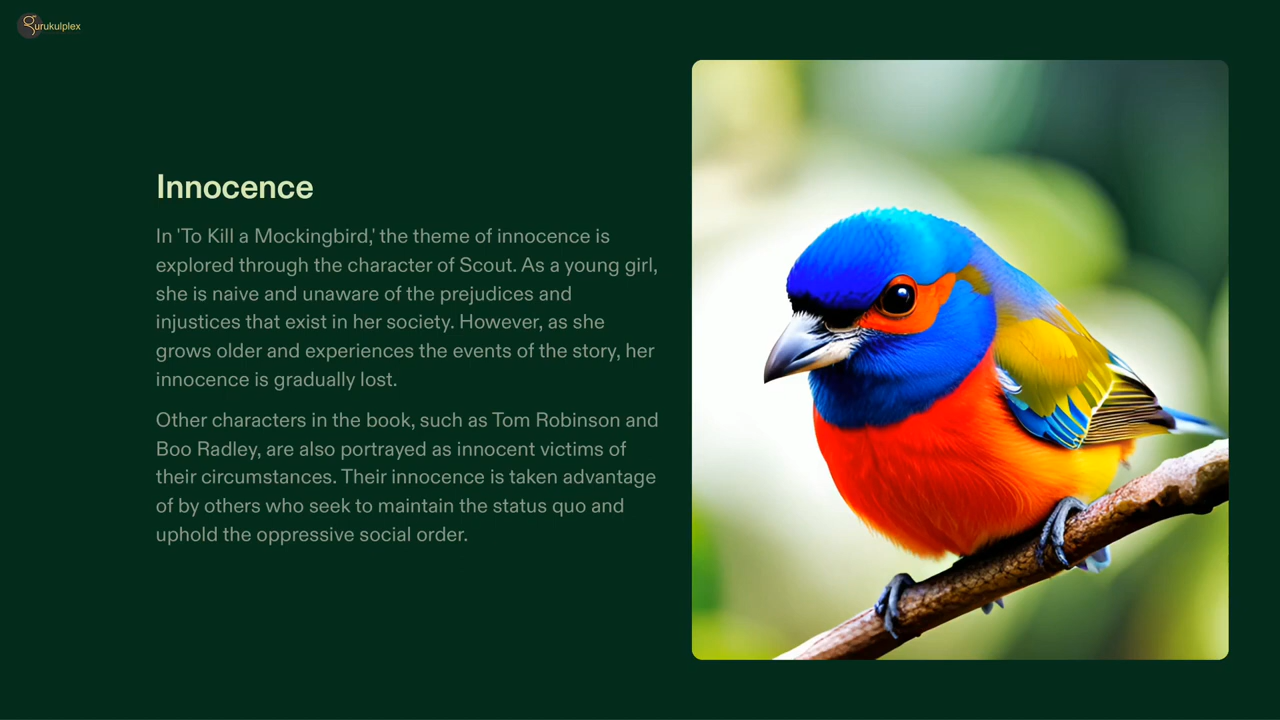 gurukulplex
Innocence
In 'To Kill a Mockingbird,' the theme of innocence is
explored through the character of Scout. As a young girl,
she is naive and unaware of the prejudices and
injustices that exist in her society. However, as she
grows older and experiences the events of the story, her
innocence is gradually lost.
Other characters in the book, such as Tom Robinson and
Boo Radley, are also portrayed as innocent victims of
their circumstances. Their innocence is taken advantage
of by others who seek to maintain the status quo and
uphold the oppressive social order.